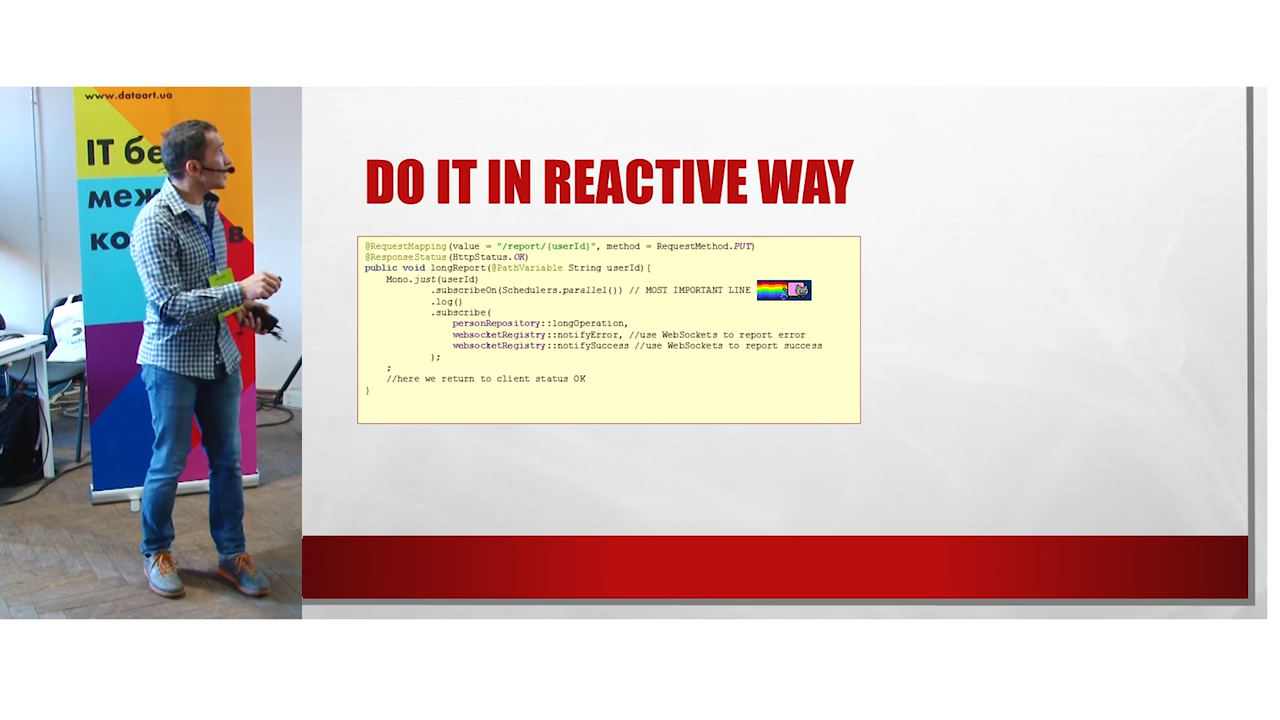 www.dataart.ua
IT бе
меж
ко в
DO IT IN REACTIVE WAY
@RequestMapping(value = "/report/{userId}", method = RequestMethod.PUT)
@ResponseStatus(HttpStatus.OK)
public void longReport(@PathVariable String userId){
Mono.just(userId)
.subscribeOn(Schedulers.parallel()) // MOST IMPORTANT LINE
.log()
.subscribe(
personRepository::longOperation,
websocketRegistry::notifyError, //use WebSockets to report error
websocketRegistry::notifySuccess //use WebSockets to report success
);
;
//here we return to client status OK
}